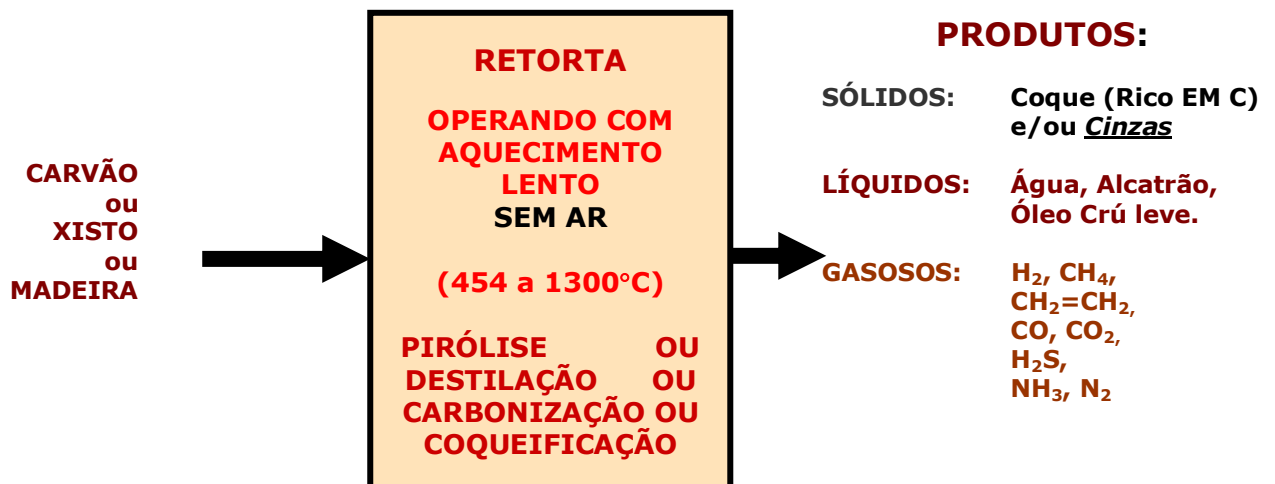 CARVÃO
ou
XISTO
ou
MADEIRA
RETORTA
OPERANDO COM
AQUECIMENTO
LENTO
SEM AR
(454 a 1300°C)
PIRÓLISE OU
DESTILAÇÃO OU
CARBONIZAÇÃO OU
COQUEIFICAÇÃO
PRODUTOS:
SÓLIDOS: Coque (Rico EM C)
e/ou Cinzas
LÍQUIDOS: Água, Alcatrão,
Óleo Crú leve.
GASOSOS: H₂, CH₄,
CH₂=CH₂,
CO, CO₂,
H₂S,
NH₃, N₂